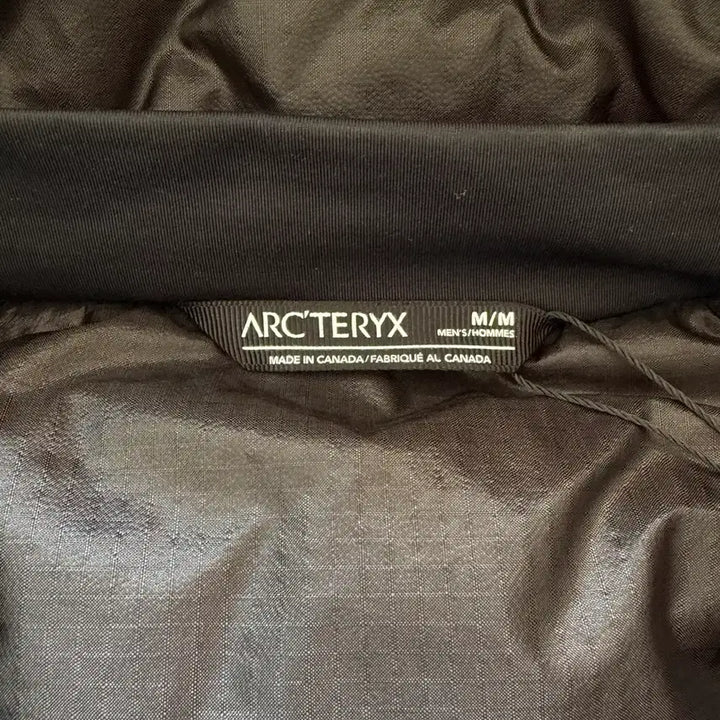 ARC'TERYX
M/M
MEN'S/HOMMES
MADE IN CANADA/FABRIQUÉ AU CANADA